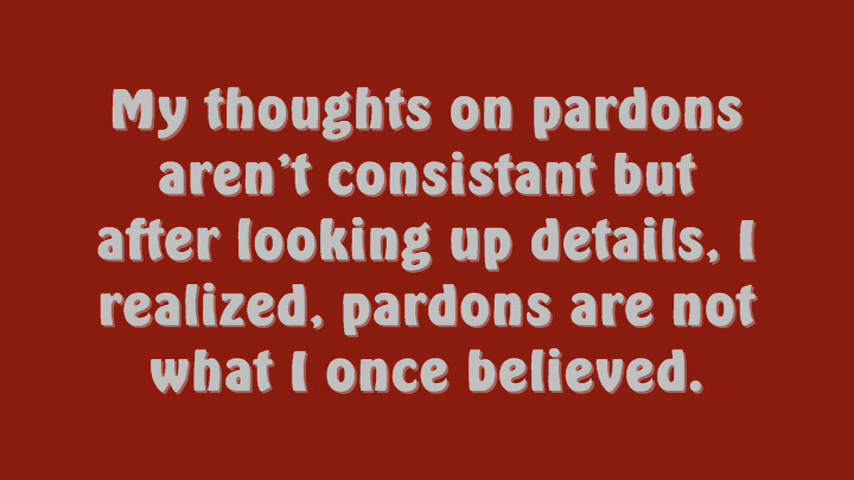 My thoughts on pardons
aren't consistant but
after looking up details, I
realized, pardons are not
what I once believed.